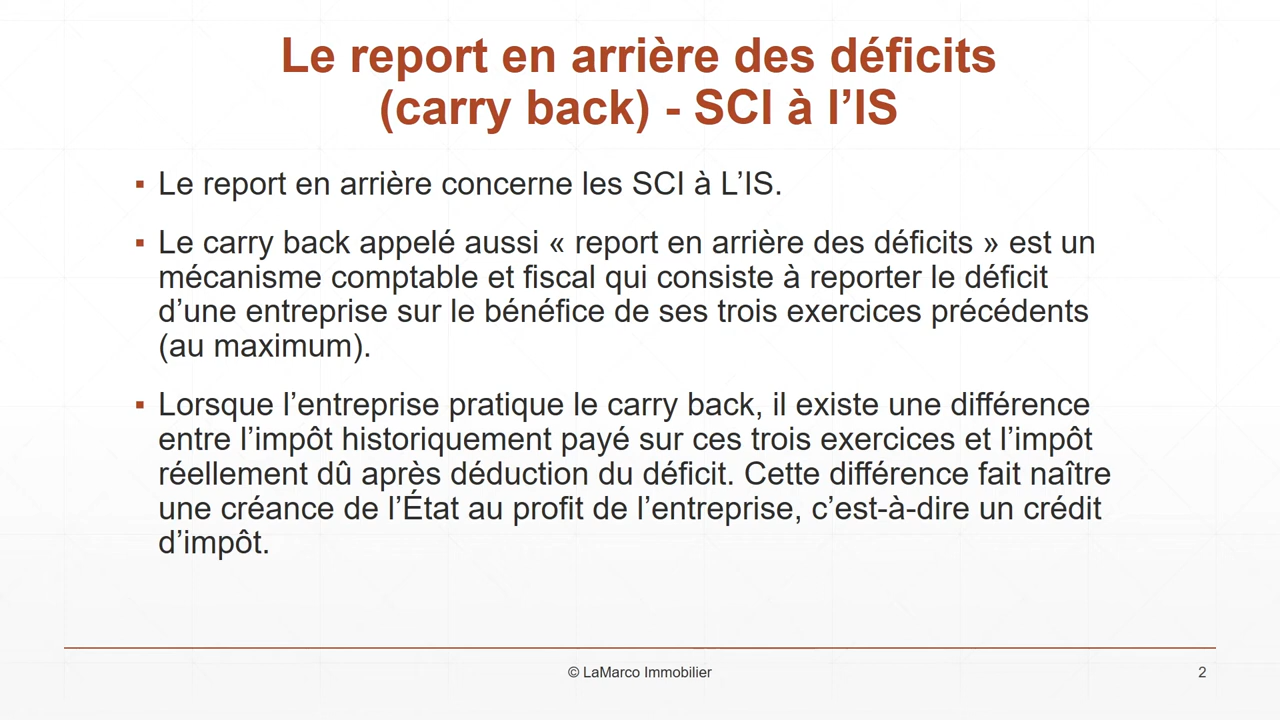 Le report en arrière des déficits
(carry back) - SCI à l’IS
▪ Le report en arrière concerne les SCI à L’IS.
▪ Le carry back appelé aussi « report en arrière des déficits » est un
mécanisme comptable et fiscal qui consiste à reporter le déficit
d’une entreprise sur le bénéfice de ses trois exercices précédents
(au maximum).
▪ Lorsque l’entreprise pratique le carry back, il existe une différence
entre l’impôt historiquement payé sur ces trois exercices et l’impôt
réellement dû après déduction du déficit. Cette différence fait naître
une créance de l’État au profit de l’entreprise, c’est-à-dire un crédit
d’impôt.
© LaMarco Immobilier
2